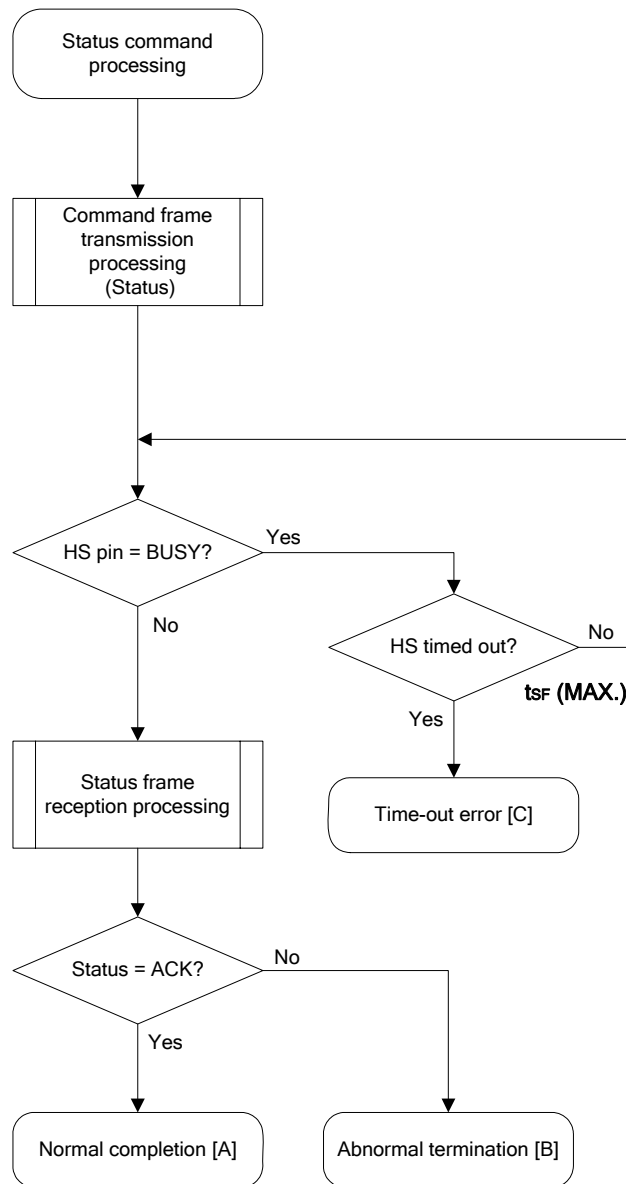 Status command
processing
Command frame
transmission
processing
(Status)
HS pin = BUSY?
Yes
No
HS timed out?
No
tSF (MAX.)
Yes
Status frame
reception processing
Time-out error [C]
Status = ACK?
No
Yes
Normal completion [A]
Abnormal termination [B]